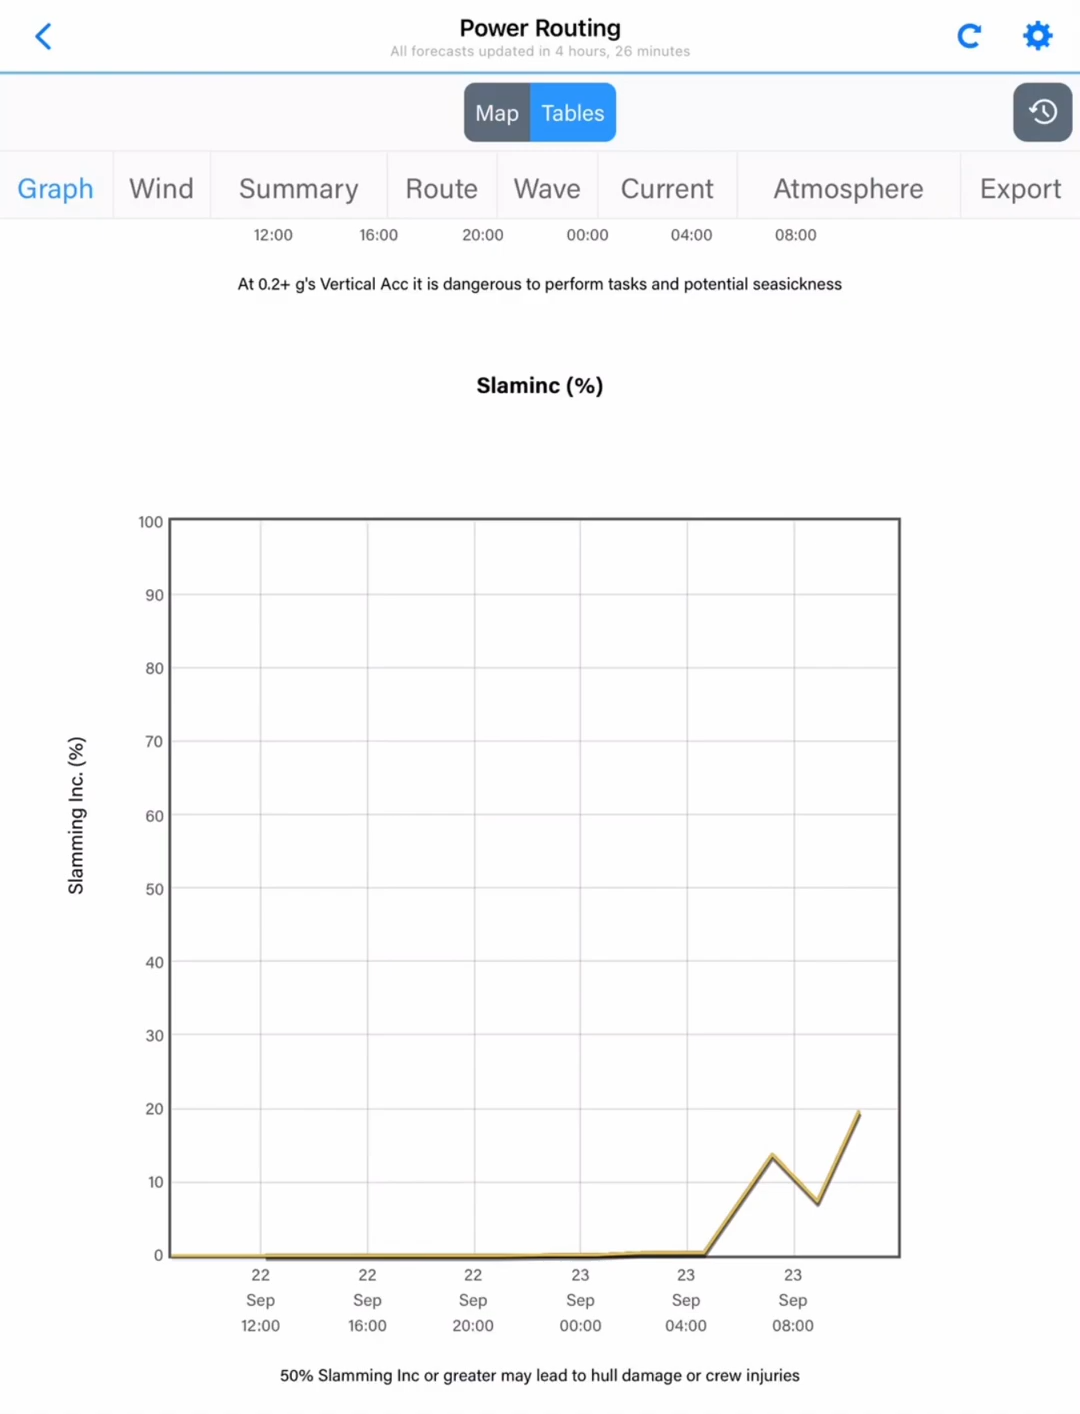 Power Routing
All forecasts updated in 4 hours, 26 minutes
Map Tables
Graph Wind Summary Route Wave Current Atmosphere Export
12:00 16:00 20:00 00:00 04:00 08:00
At 0.2+ g's Vertical Acc it is dangerous to perform tasks and potential seasickness
Slaminc (%)
100
90
80
70
60
50
40
30
20
10
0
Slamming Inc. (%)
22 22 22 23 23 23
Sep Sep Sep Sep Sep Sep
12:00 16:00 20:00 00:00 04:00 08:00
50% Slamming Inc or greater may lead to hull damage or crew injuries